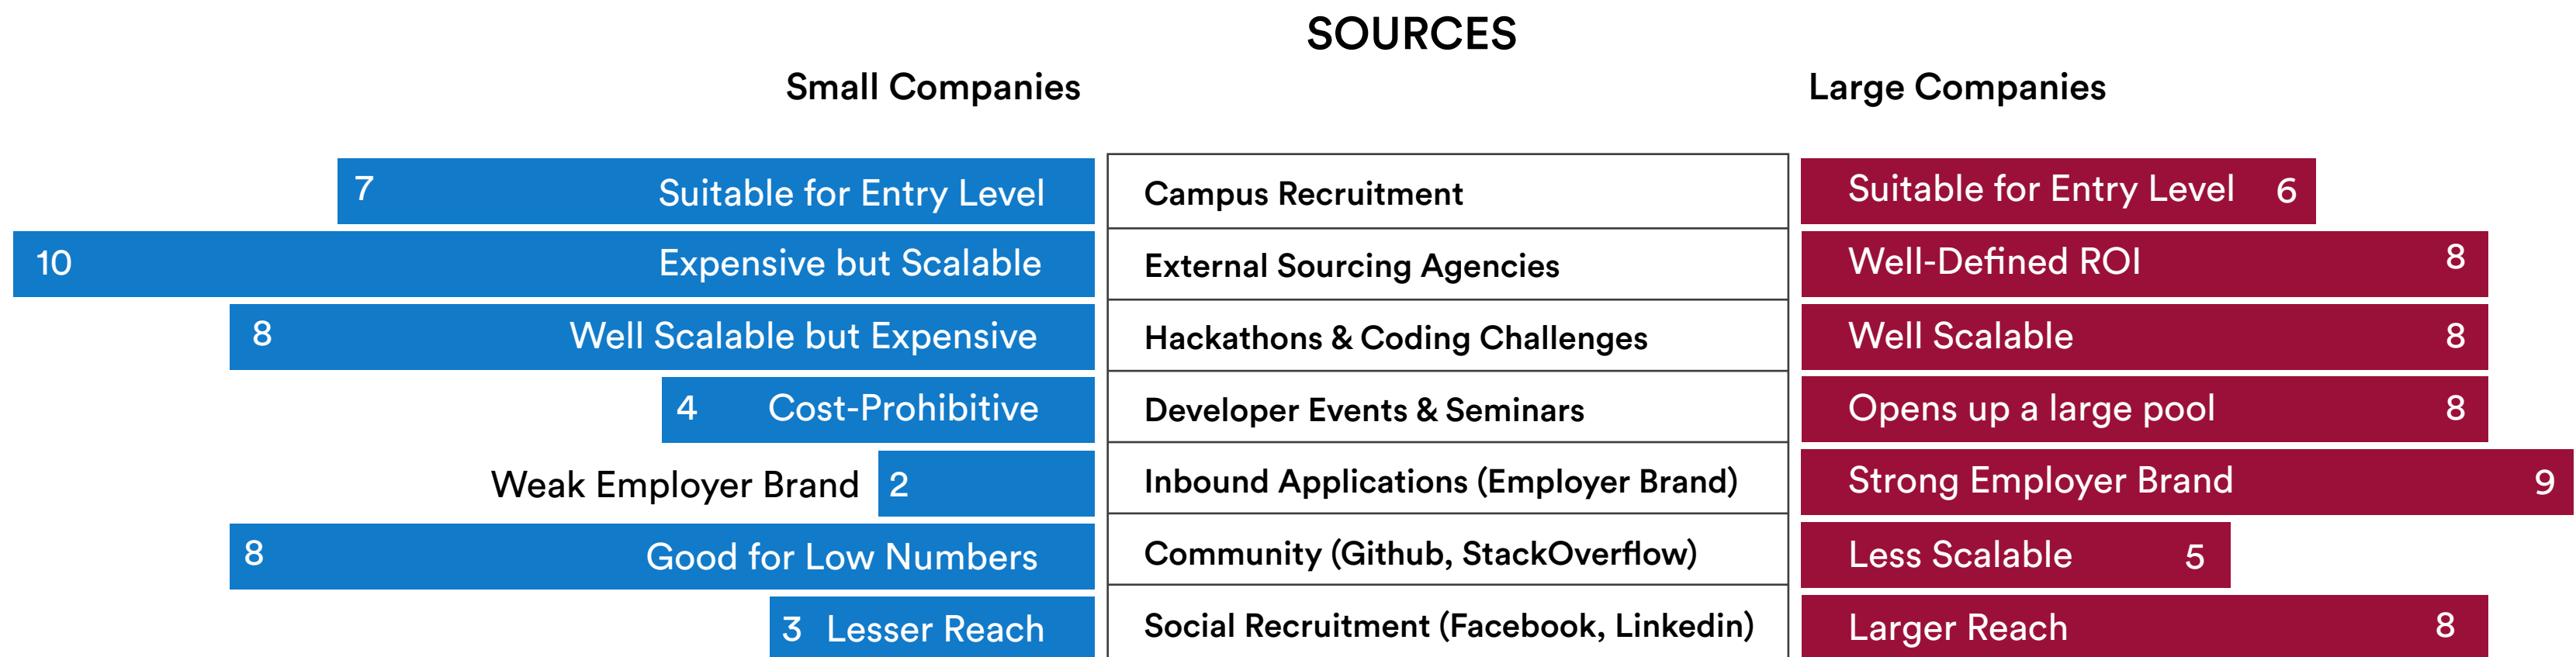 SOURCES
Small Companies
Large Companies
7 Suitable for Entry Level
Campus Recruitment
Suitable for Entry Level 6
10 Expensive but Scalable
External Sourcing Agencies
Well-Defined ROI 8
8 Well Scalable but Expensive
Hackathons & Coding Challenges
Well Scalable 8
4 Cost-Prohibitive
Developer Events & Seminars
Opens up a large pool 8
Weak Employer Brand 2
Inbound Applications (Employer Brand)
Strong Employer Brand 9
8 Good for Low Numbers
Community (Github, StackOverflow)
Less Scalable 5
3 Lesser Reach
Social Recruitment (Facebook, Linkedin)
Larger Reach 8